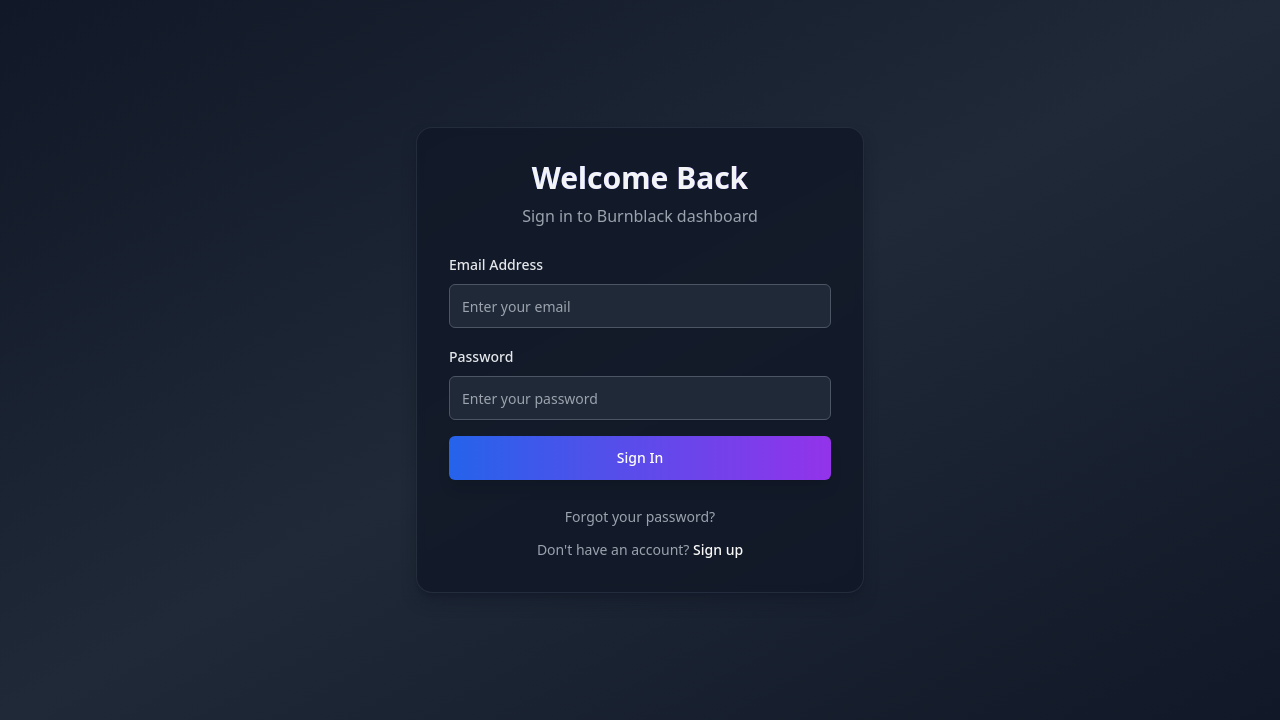 Welcome Back
Sign in to Burnblack dashboard
Email Address
Enter your email
Password
Enter your password
Sign In
Forgot your password?
Don't have an account? Sign up